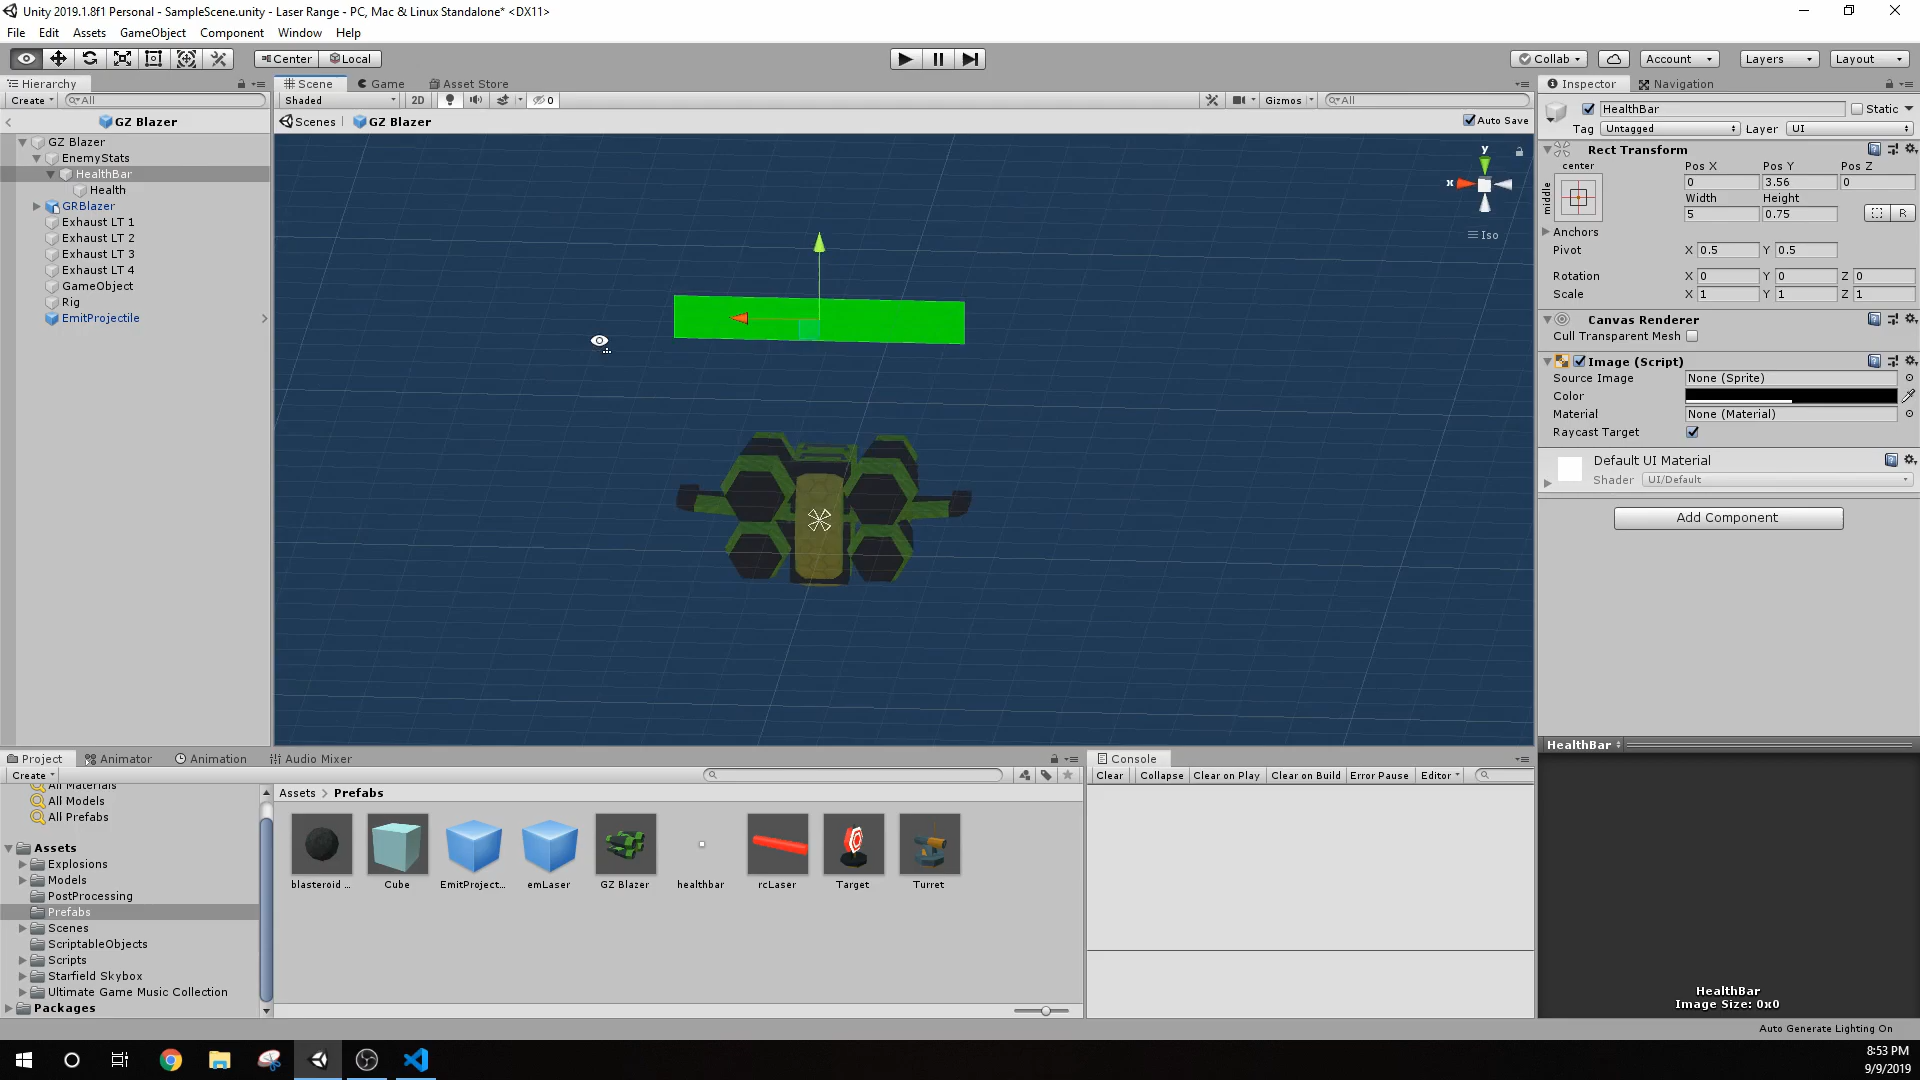 Unity 2019.1.8f1 Personal - SampleScene.unity - Laser Range - PC, Mac & Linux Standalone* <DX11>
File Edit Assets GameObject Component Window Help
Center Local Collab Account Layers Layout
Hierarchy Scene Game Asset Store Inspector Navigation
Create All Shaded 2D 0 Gizmos All HealthBar Static
GZ Blazer Scenes GZ Blazer Auto Save Tag Untagged Layer UI
GZ Blazer
EnemyStats
HealthBar
Health
GRBlazer
Exhaust LT 1
Exhaust LT 2
Exhaust LT 3
Exhaust LT 4
GameObject
Rig
EmitProjectile
y
x
Iso
Rect Transform
center Pos X Pos Y Pos Z
middle 0 3.56 0
Width Height
5 0.75 R
Anchors
Pivot X 0.5 Y 0.5
Rotation X 0 Y 0 Z 0
Scale X 1 Y 1 Z 1
Canvas Renderer
Cull Transparent Mesh
Image (Script)
Source Image None (Sprite)
Color
Material None (Material)
Raycast Target
Default UI Material
Shader UI/Default
Add Component
HealthBar
Project Animator Animation Audio Mixer Console
Create Clear Collapse Clear on Play Clear on Build Error Pause Editor
All Materials
All Models
All Prefabs
Assets
Explosions
Models
PostProcessing
Prefabs
Scenes
ScriptableObjects
Scripts
Starfield Skybox
Ultimate Game Music Collection
Packages
Assets > Prefabs
blasteroid ... Cube EmitProject... emLaser GZ Blazer healthbar rcLaser Target Turret
HealthBar
Image Size: 0x0
Auto Generate Lighting On
8:53 PM
9/9/2019